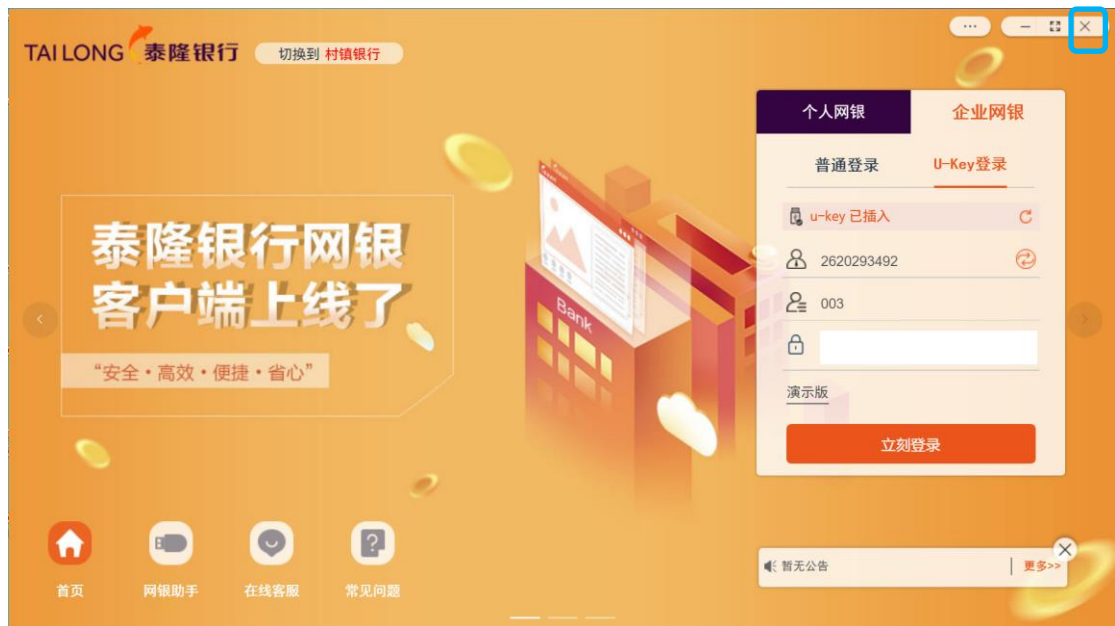 TAILONG 泰隆银行 切换到 村镇银行
个人网银 企业网银
普通登录 U-Key登录
u-key 已插入
2620293492
003
演示版
立刻登录
泰隆银行网银
客户端上线了
“安全・高效・便捷・省心”
Bank
首页 网银助手 在线客服 常见问题
暂无公告 更多>>